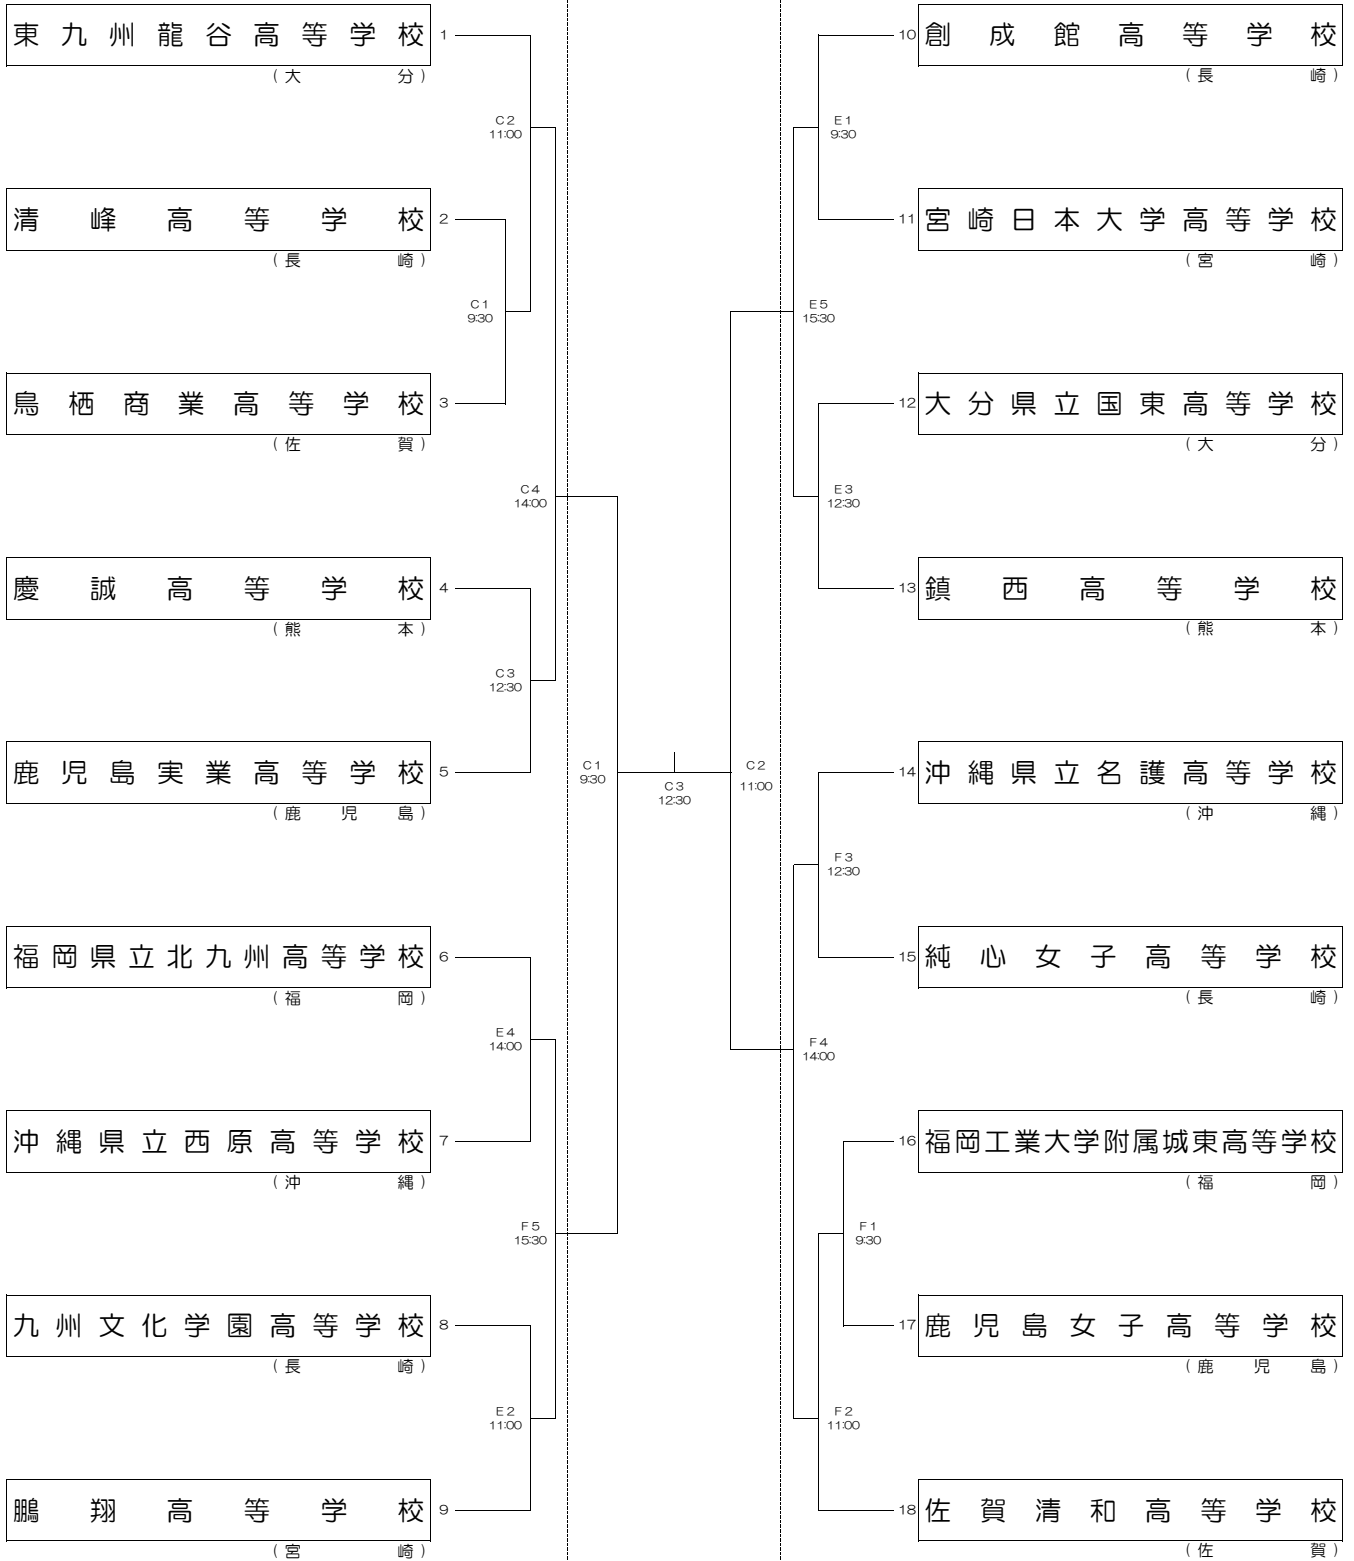 東九州龍谷高等学校 1
(大分)
C2
11:00
清峰高等学校 2
(長崎)
C1
9:30
鳥栖商業高等学校 3
(佐賀)
C4
14:00
慶誠高等学校 4
(熊本)
C3
12:30
鹿児島実業高等学校 5
(鹿児島)
福岡県立北九州高等学校 6
(福岡)
E4
14:00
沖縄県立西原高等学校 7
(沖縄)
F5
15:30
九州文化学園高等学校 8
(長崎)
E2
11:00
鵬翔高等学校 9
(宮崎)
C1
9:30
C3
12:30
C2
11:00
10 創成館高等学校
(長崎)
E1
9:30
11 宮崎日本大学高等学校
(宮崎)
E5
15:30
12 大分県立国東高等学校
(大分)
E3
12:30
13 鎮西高等学校
(熊本)
14 沖縄県立名護高等学校
(沖縄)
F3
12:30
15 純心女子高等学校
(長崎)
F4
14:00
16 福岡工業大学附属城東高等学校
(福岡)
F1
9:30
17 鹿児島女子高等学校
(鹿児島)
F2
11:00
18 佐賀清和高等学校
(佐賀)